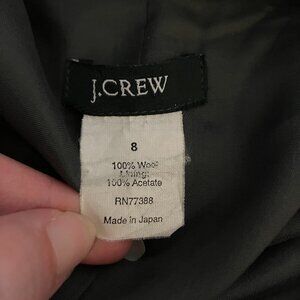 J.CREW
8
100% Wool
Lining:
100% Acetate
RN77388
Made in Japan